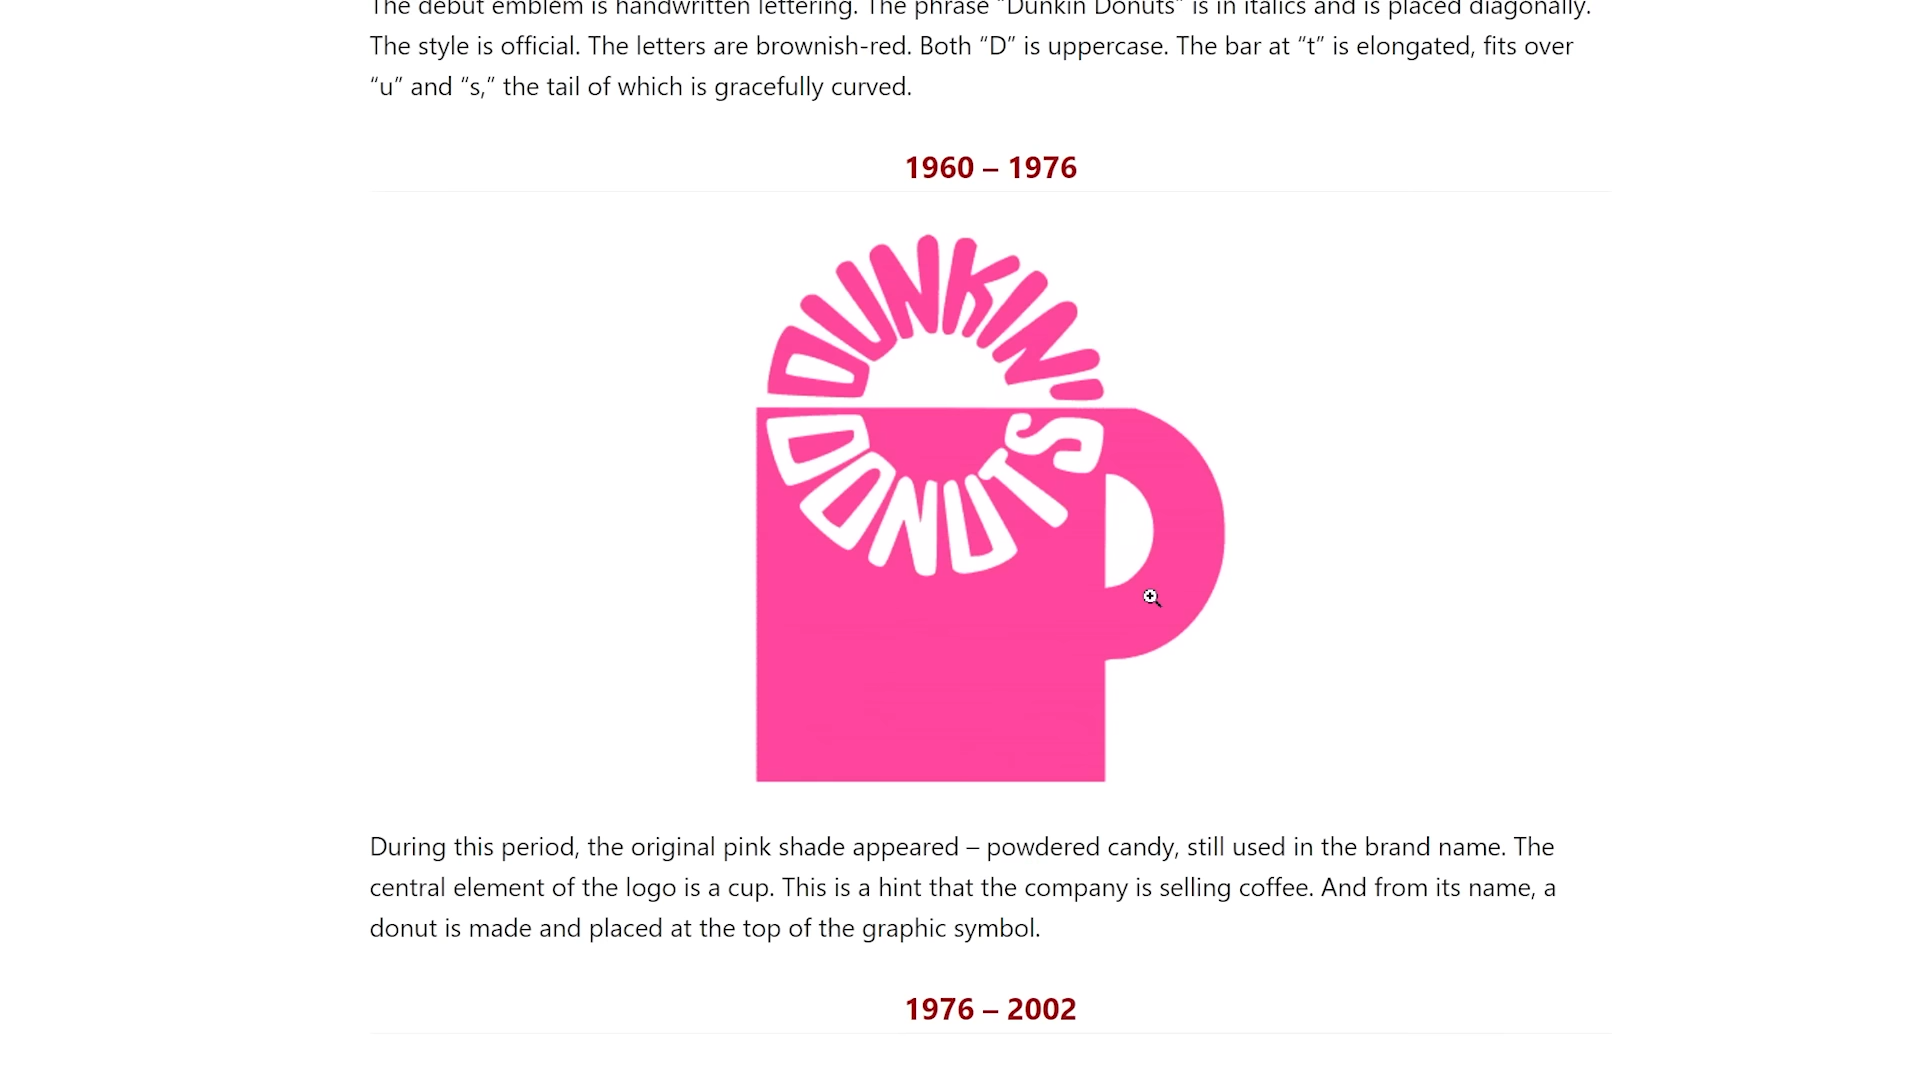 The debut emblem is handwritten lettering. The phrase “Dunkin Donuts” is in italics and is placed diagonally.
The style is official. The letters are brownish-red. Both “D” is uppercase. The bar at “t” is elongated, fits over
“u” and “s,” the tail of which is gracefully curved.
1960 – 1976
DUNKIN'
DONUTS
During this period, the original pink shade appeared – powdered candy, still used in the brand name. The
central element of the logo is a cup. This is a hint that the company is selling coffee. And from its name, a
donut is made and placed at the top of the graphic symbol.
1976 – 2002